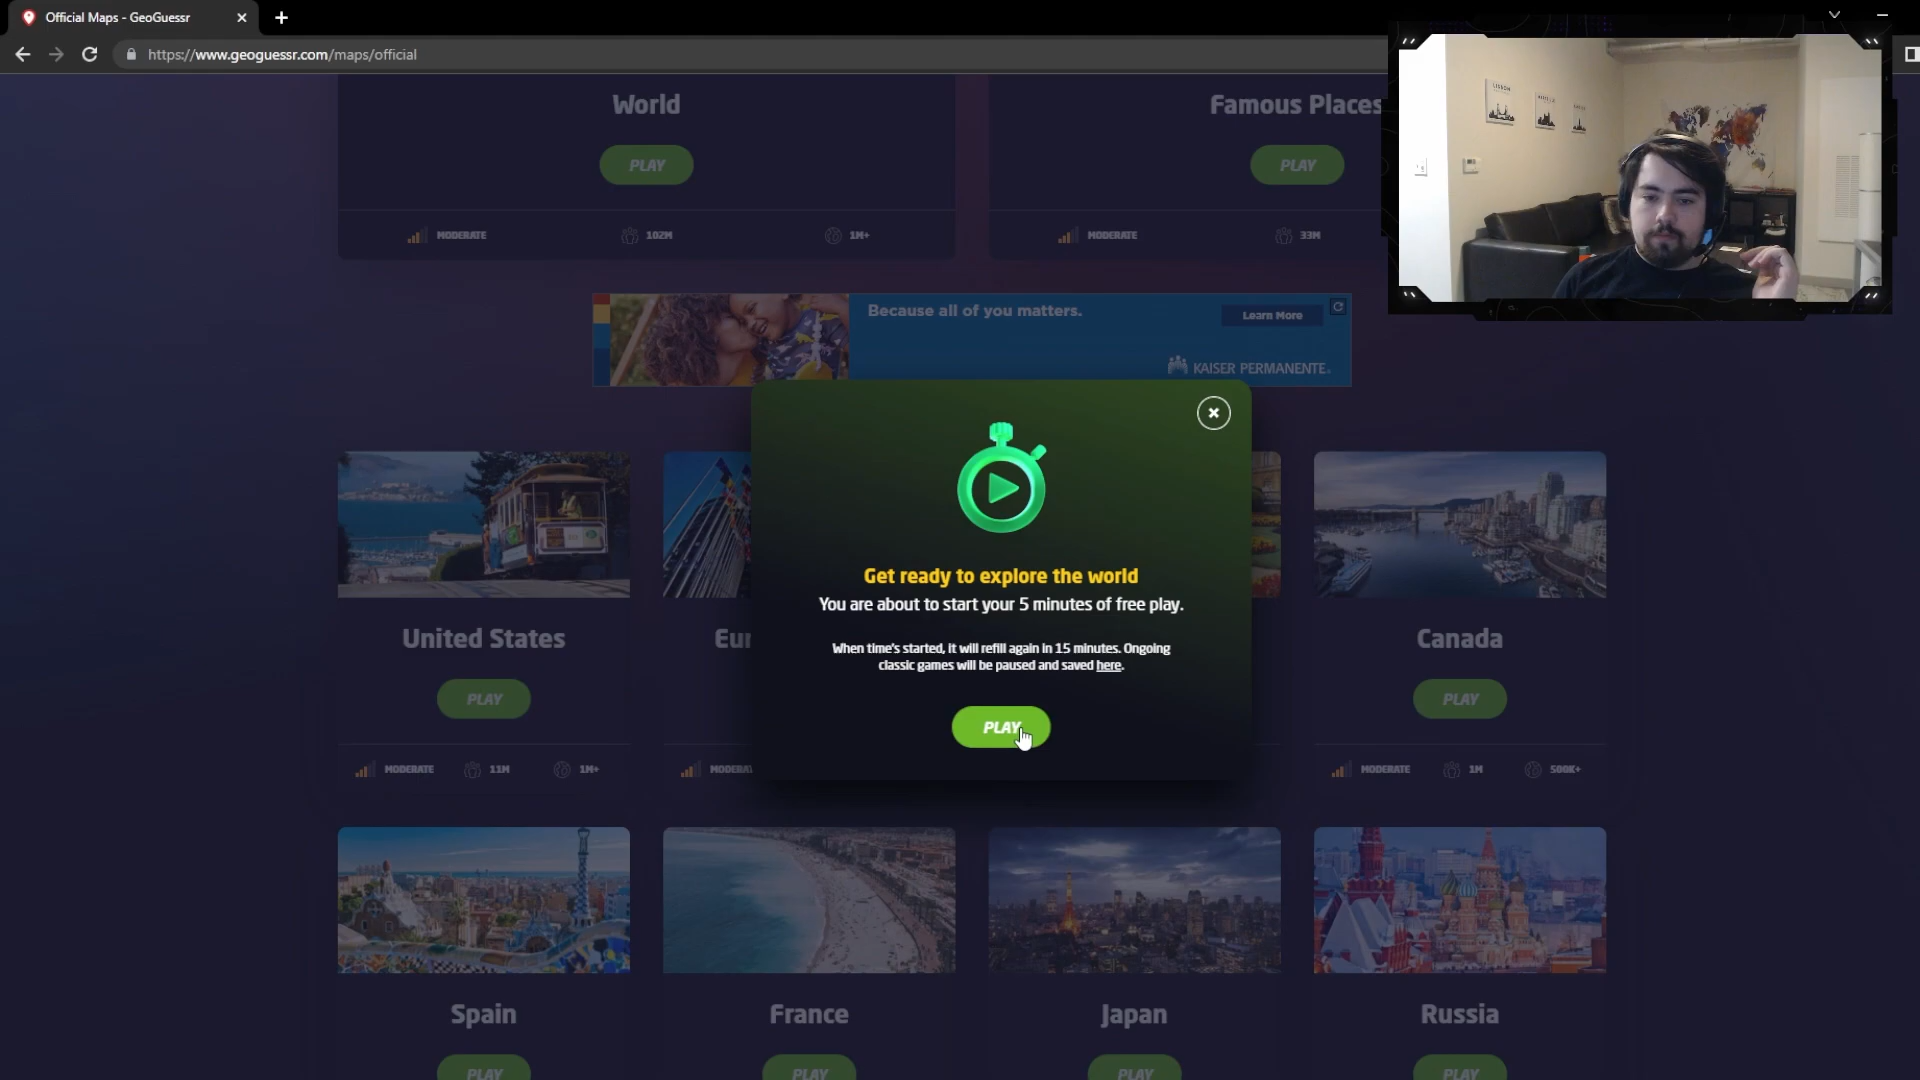 Official Maps - GeoGuessr
https://www.geoguessr.com/maps/official
World
Famous Places
PLAY
PLAY
MODERATE
102M
1M+
MODERATE
33M
LISBON
Because all of you matters.
Learn More
KAISER PERMANENTE
Get ready to explore the world
You are about to start your 5 minutes of free play.
When time's started, it will refill again in 15 minutes. Ongoing
classic games will be paused and saved here.
PLAY
United States
Eur
Canada
PLAY
PLAY
MODERATE
11M
1M+
MODERAT
MODERATE
1M
500K+
Spain
France
Japan
Russia
PLAY
PLAY
PLAY
PLAY